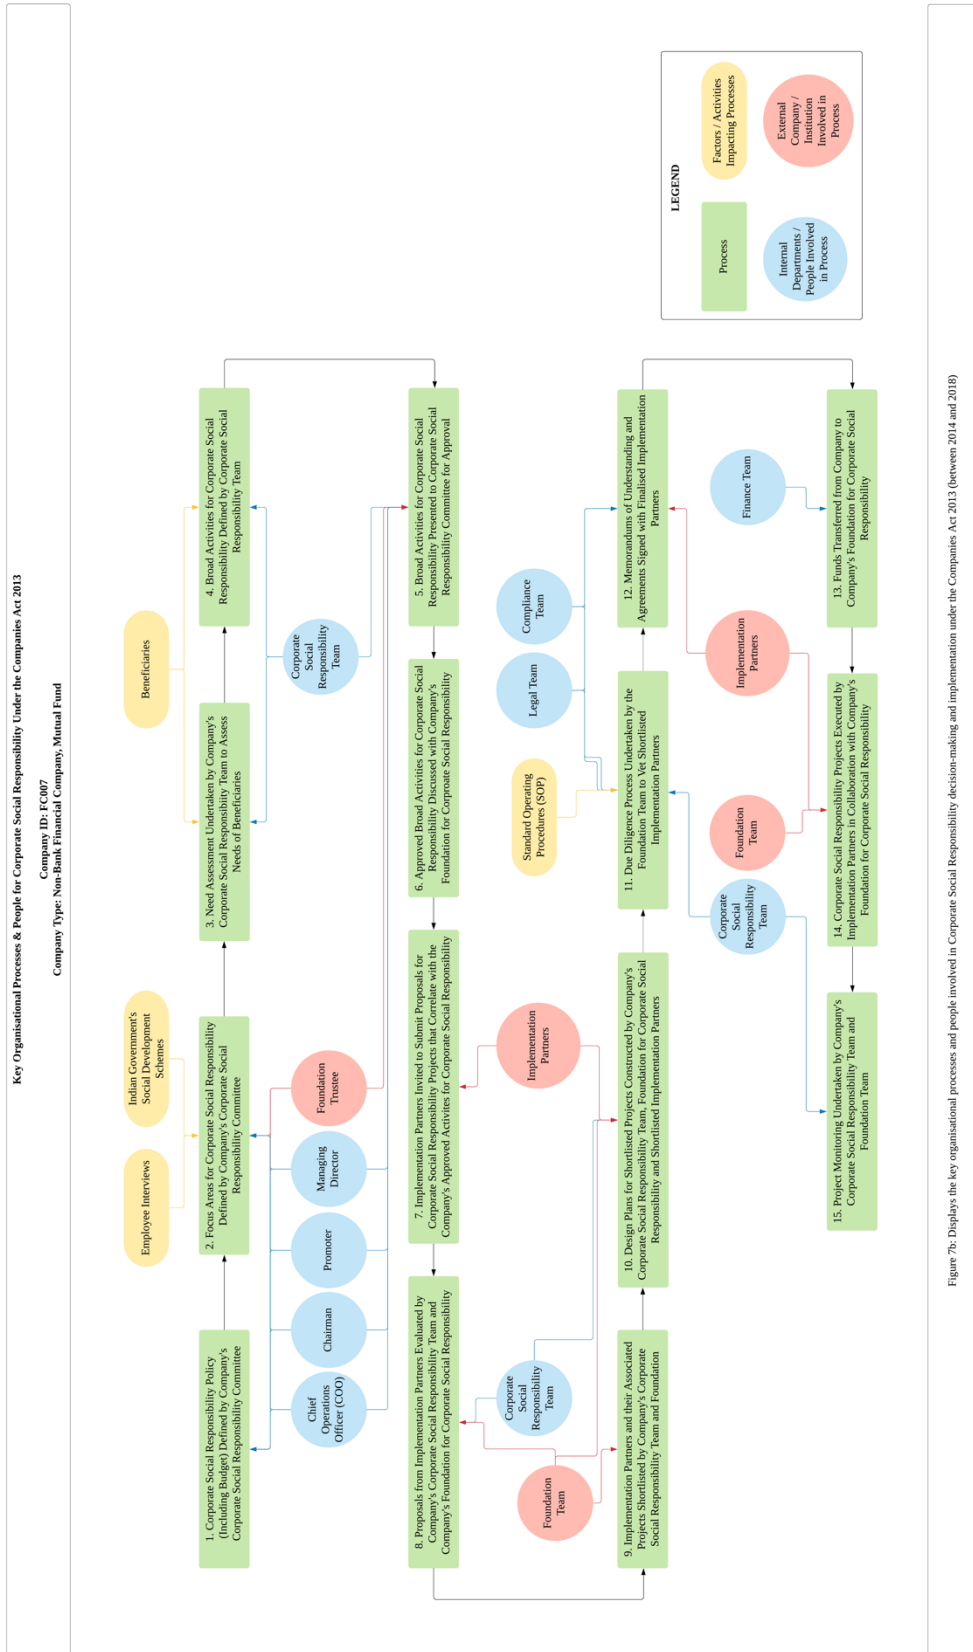 Key Organisational Processes & People for Corporate Social Responsibility Under the Companies Act 2013
Company ID: FC007
Company Type: Non-Bank Financial Company, Mutual Fund
Employee Interviews
Indian Government's
Social Development
Schemes
Beneficiaries
1. Corporate Social Responsibility Policy
(Including Budget) Defined by Company's
Corporate Social Responsibility Committee
2. Focus Areas for Corporate Social Responsibility
Defined by Company's Corporate Social
Responsibility Committee
3. Need Assessment Undertaken by Company's
Corporate Social Responsibility Team to Assess
Needs of Beneficiaries
4. Broad Activities for Corporate Social
Responsibility Defined by Corporate Social
Responsibility Team
Chief
Operations
Officer (COO)
Chairman
Promoter
Managing
Director
Foundation
Trustee
Corporate
Social
Responsibility
Team
8. Proposals from Implementation Partners Evaluated by
Company's Corporate Social Responsibility Team and
Company's Foundation for Corporate Social Responsibility
7. Implementation Partners Invited to Submit Proposals for
Corporate Social Responsibility Projects that Correlate with the
Company's Approved Activites for Corporate Social Responsibility
6. Approved Broad Activities for Corporate Social
Responsibility Discussed with Company's
Foundation for Corproate Social Responsibility
5. Broad Activities for Corporate Social
Responsibility Presented to Corporate Social
Responsibility Committee for Approval
Foundation
Team
Corporate
Social
Responsibility
Team
Implementation
Partners
Standard Operating
Procedures (SOP)
Legal Team
Compliance
Team
9. Implementation Partners and their Associated
Projects Shortlisted by Company's Corporate
Social Responsibility Team and Foundation
10. Design Plans for Shortlisted Projects Constructed by Company's
Corporate Social Responsibility Team, Foundation for Corporate Social
Responsibility and Shortlisted Implementation Partners
11. Due Diligence Process Undertaken by the
Foundation Team to Vet Shortlisted
Implementation Partners
12. Memorandums of Understanding and
Agreements Signed with Finalised Implementation
Partners
Corporate
Social
Responsibility
Team
Foundation
Team
Implementation
Partners
Finance Team
15. Project Monitoring Undertaken by Company's
Corporate Social Responsibility Team and
Foundation Team
14. Corporate Social Responsibility Projects Executed by
Implementation Partners in Collaboration with Company's
Foundation for Corporate Social Responsibility
13. Funds Transferred from Company to
Company's Foundation for Corporate Social
Responsibility
LEGEND
Process
Factors / Activities
Impacting Processes
Internal
Departments /
People Involved
in Process
External
Company /
Institution
Involved in
Process
Figure 7b: Displays the key organisational processes and people involved in Corporate Social Responsibility decision-making and implementation under the Companies Act 2013 (between 2014 and 2018)